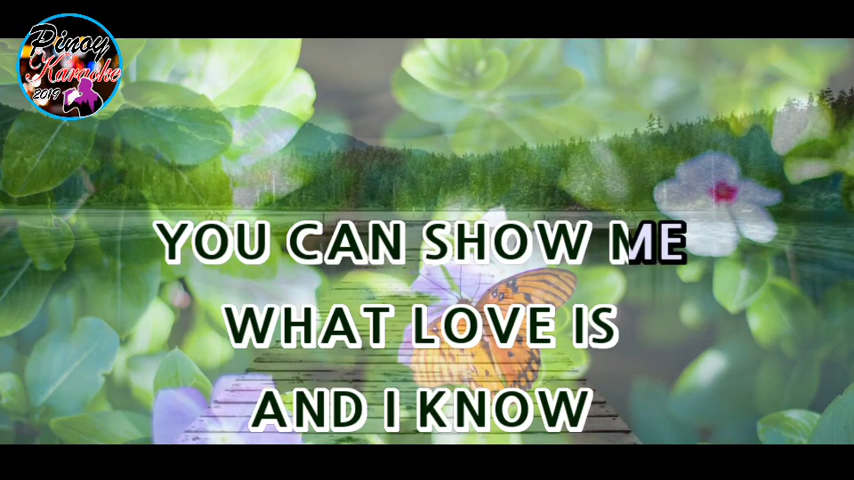 Pinoy
Karaoke
2019
YOU CAN SHOW ME
WHAT LOVE IS
AND I KNOW